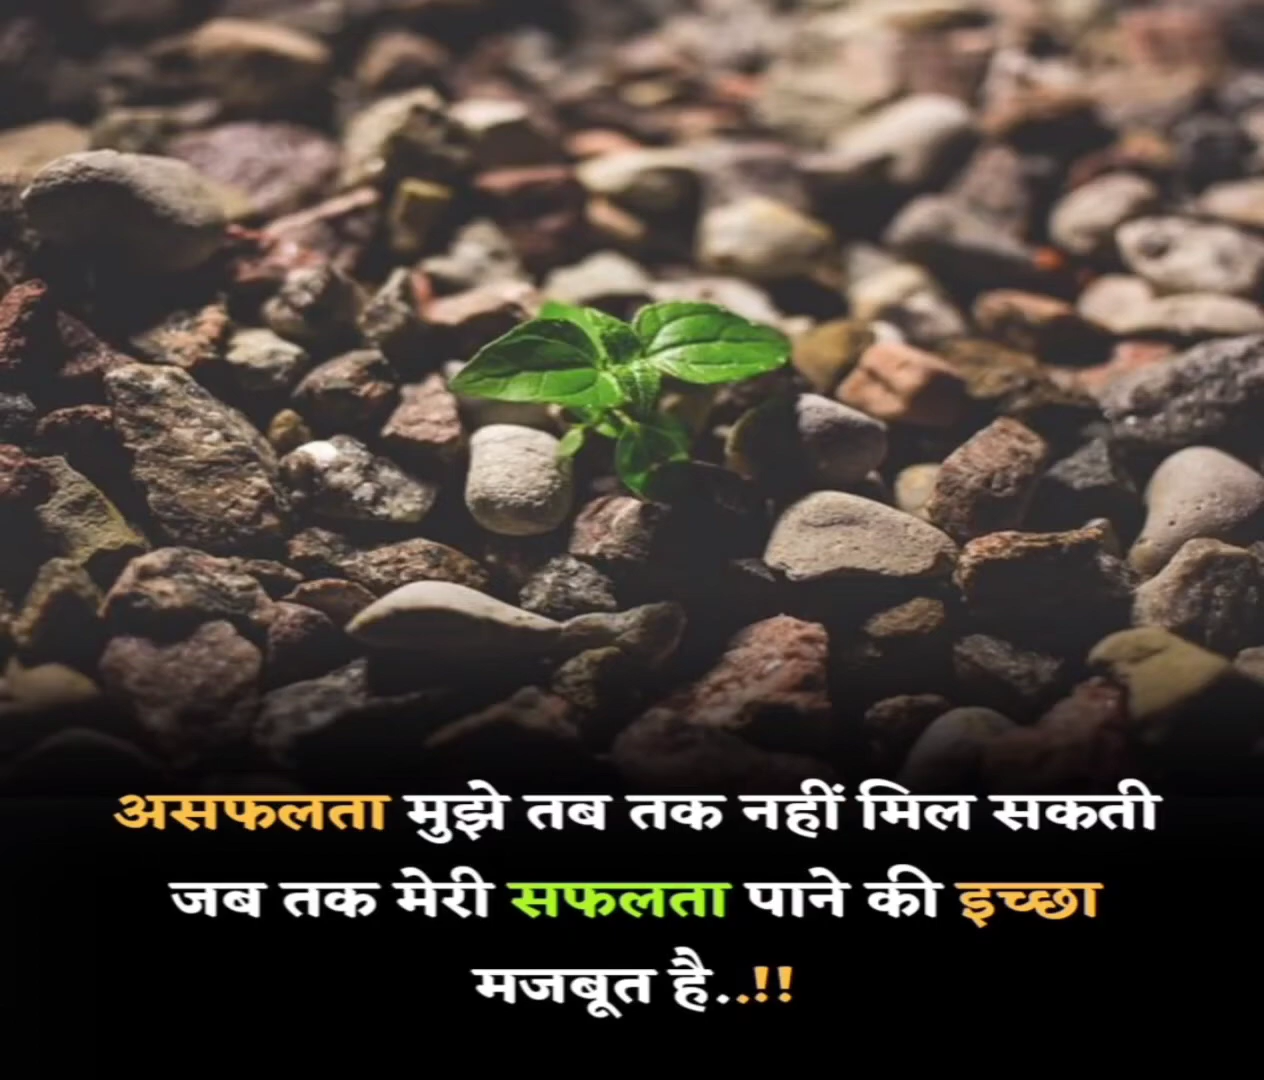 असफलता मुझे तब तक नहीं मिल सकती
जब तक मेरी सफलता पाने की इच्छा
मजबूत है..!!